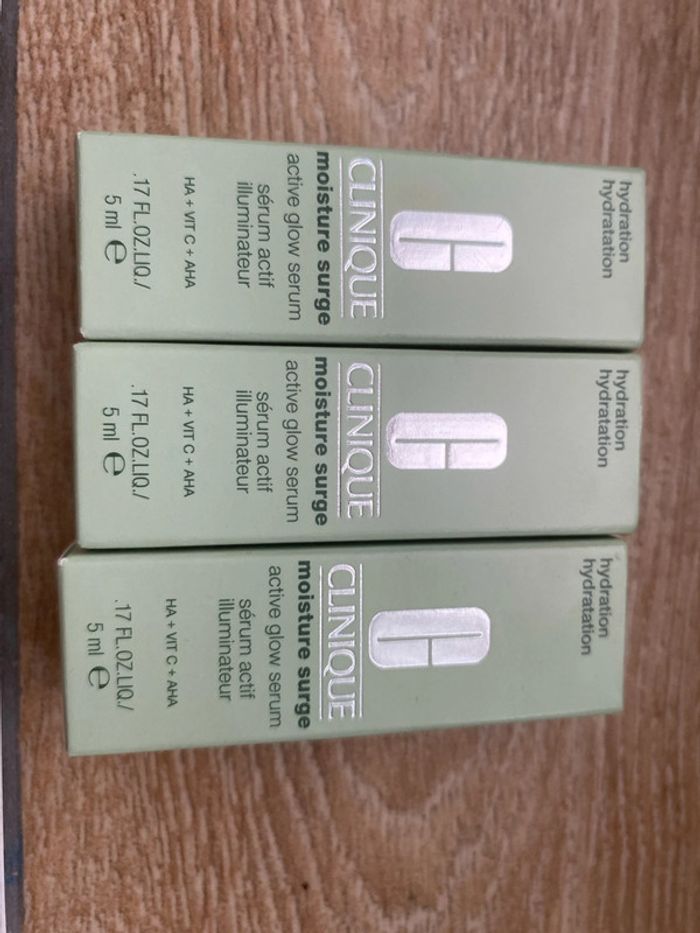 hydration
hydratation
CLINIQUE
moisture surge
active glow serum
sérum actif
illuminateur
HA + VIT C + AHA
.17 FL.OZ.LIQ./
5 ml ℮
hydration
hydratation
CLINIQUE
moisture surge
active glow serum
sérum actif
illuminateur
HA + VIT C + AHA
.17 FL.OZ.LIQ./
5 ml ℮
hydration
hydratation
CLINIQUE
moisture surge
active glow serum
sérum actif
illuminateur
HA + VIT C + AHA
.17 FL.OZ.LIQ./
5 ml ℮